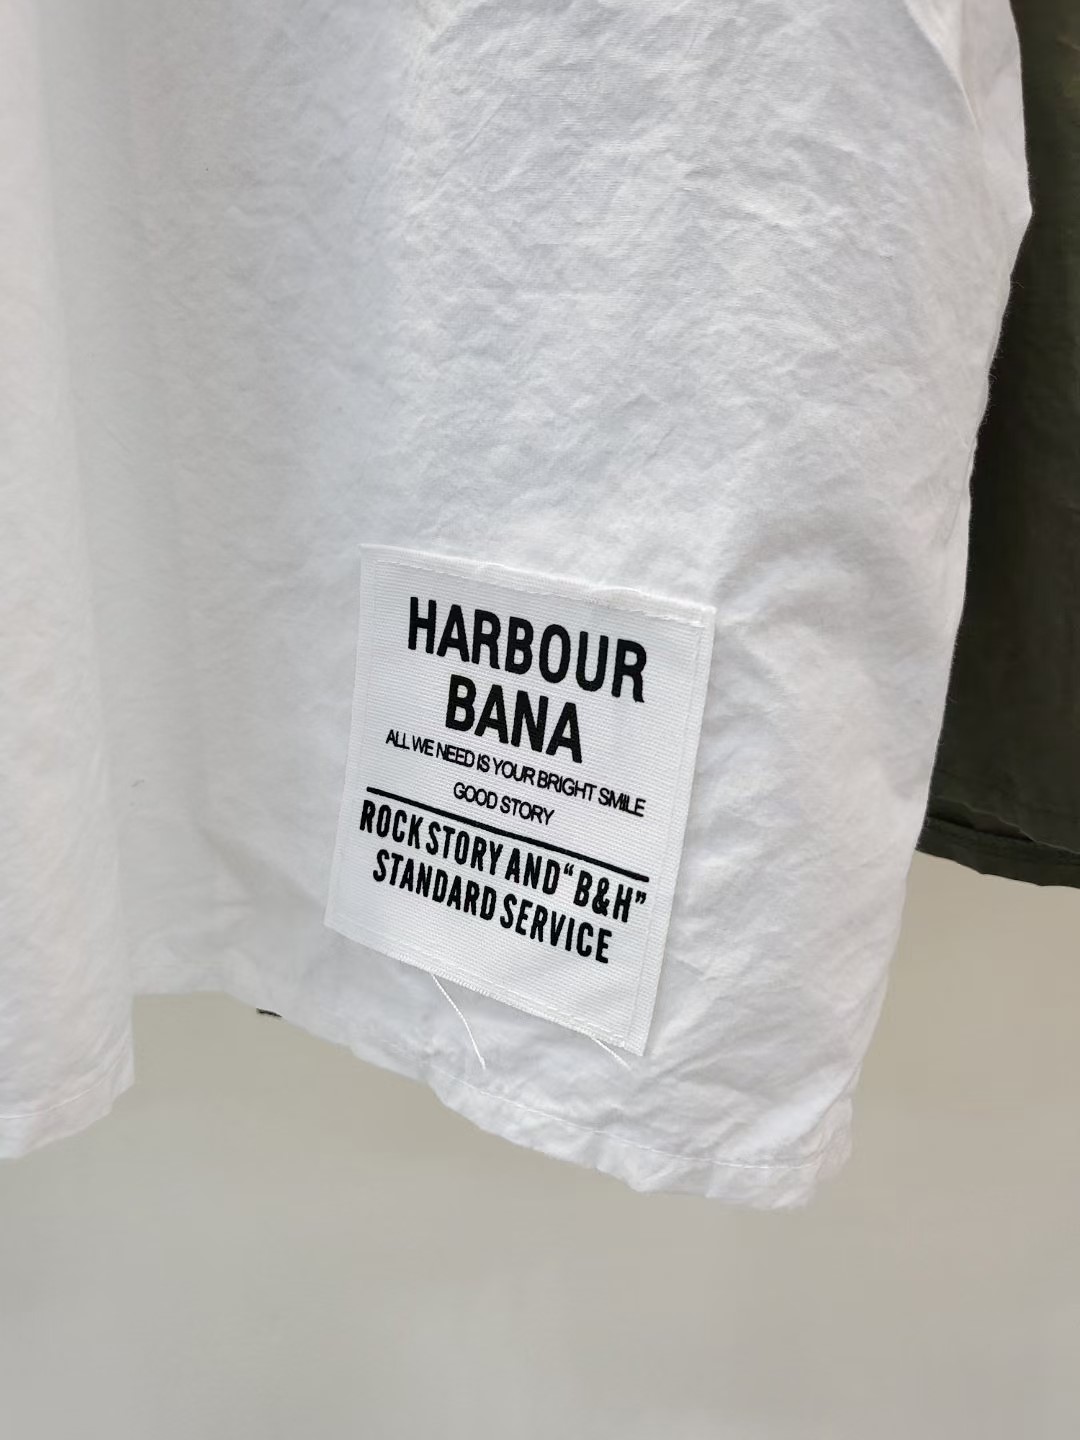 HARBOUR
BANA
ALL WE NEED IS YOUR BRIGHT SMILE
GOOD STORY
ROCK STORY AND “B&H”
STANDARD SERVICE